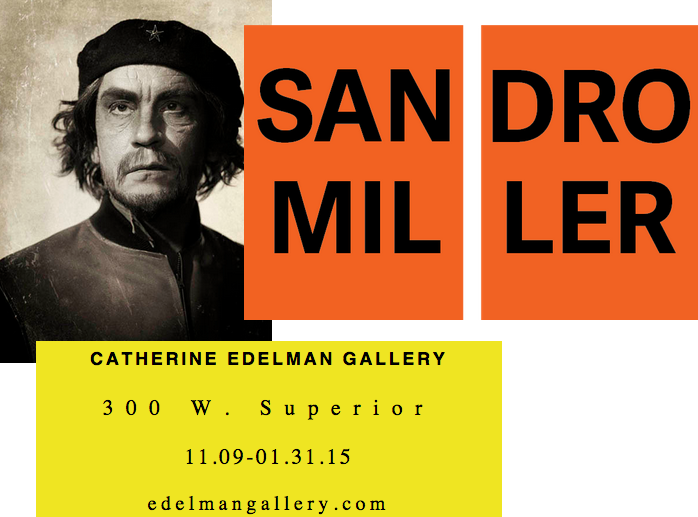 SAN DRO
MIL LER
CATHERINE EDELMAN GALLERY
300 W. Superior
11.09-01.31.15
edelmangallery.com